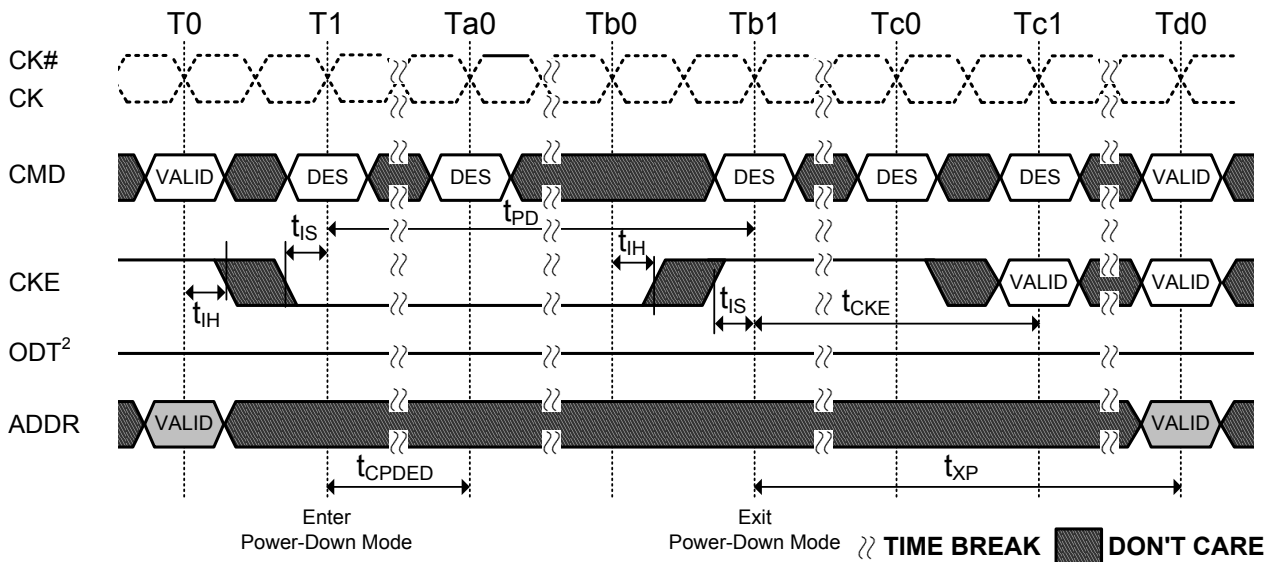 T0 T1 Ta0 Tb0 Tb1 Tc0 Tc1 Td0
CK#
CK
CMD VALID DES DES DES DES DES VALID
tPD
tIS tIH
CKE VALID VALID
tIH tIS tCKE
ODT2
ADDR VALID VALID
tCPDED tXP
Enter
Power-Down Mode
Exit
Power-Down Mode
TIME BREAK DON'T CARE